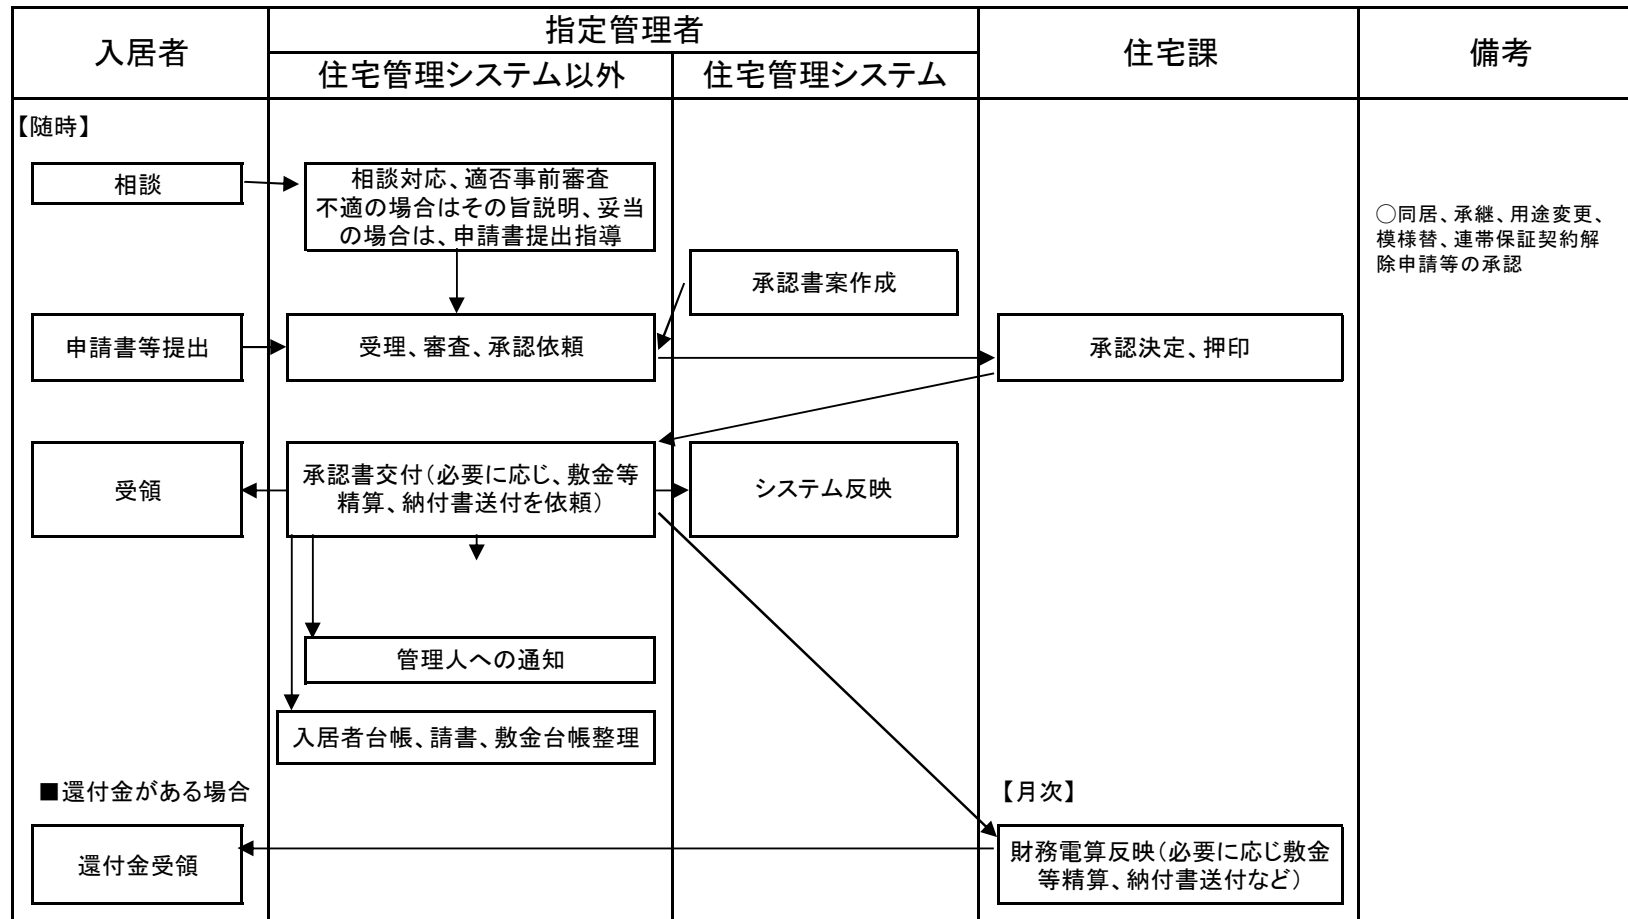 入居者
指定管理者
住宅管理システム以外
住宅管理システム
住宅課
備考
【随時】
相談
相談対応、適否事前審査
不適の場合はその旨説明、妥当
の場合は、申請書提出指導
承認書案作成
〇同居、承継、用途変更、
模様替、連帯保証契約解
除申請等の承認
申請書等提出
受理、審査、承認依頼
承認決定、押印
受領
承認書交付（必要に応じ、敷金等
精算、納付書送付を依頼）
システム反映
管理人への通知
入居者台帳、請書、敷金台帳整理
■還付金がある場合
【月次】
還付金受領
財務電算反映（必要に応じ敷金
等精算、納付書送付など）